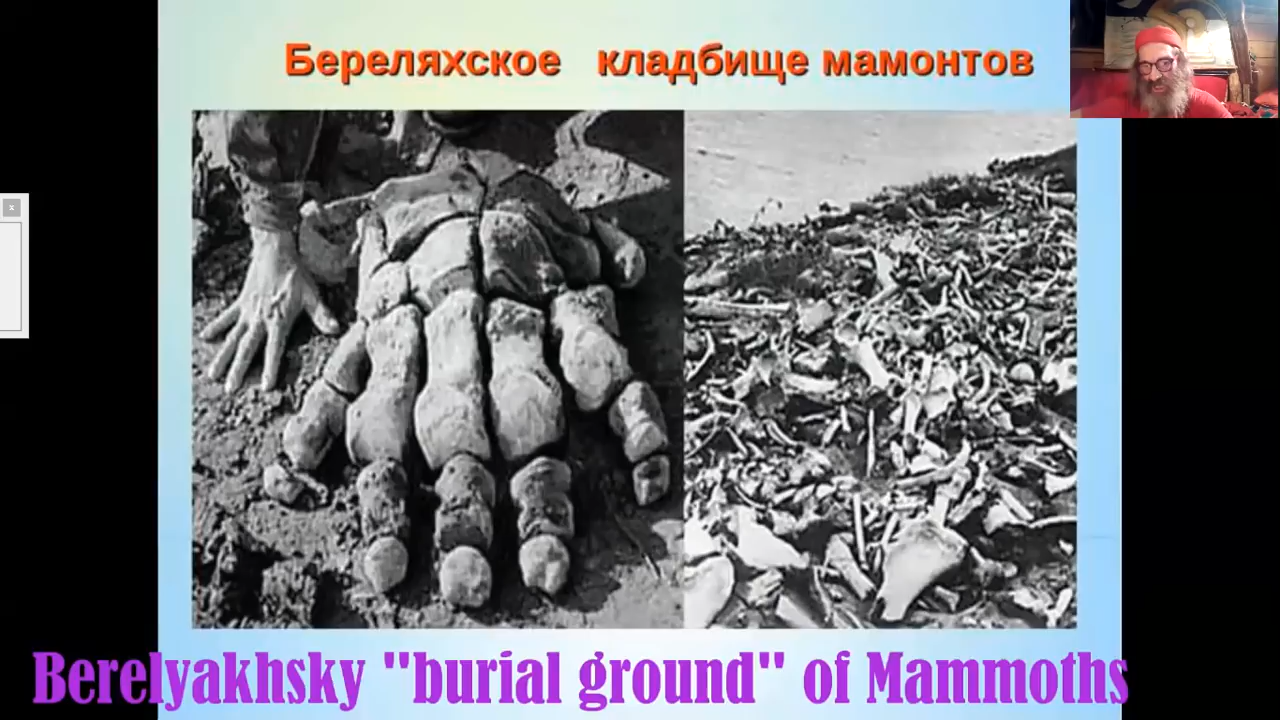 Береляхское кладбище мамонтов
x
Berelyakhsky "burial ground" of Mammoths